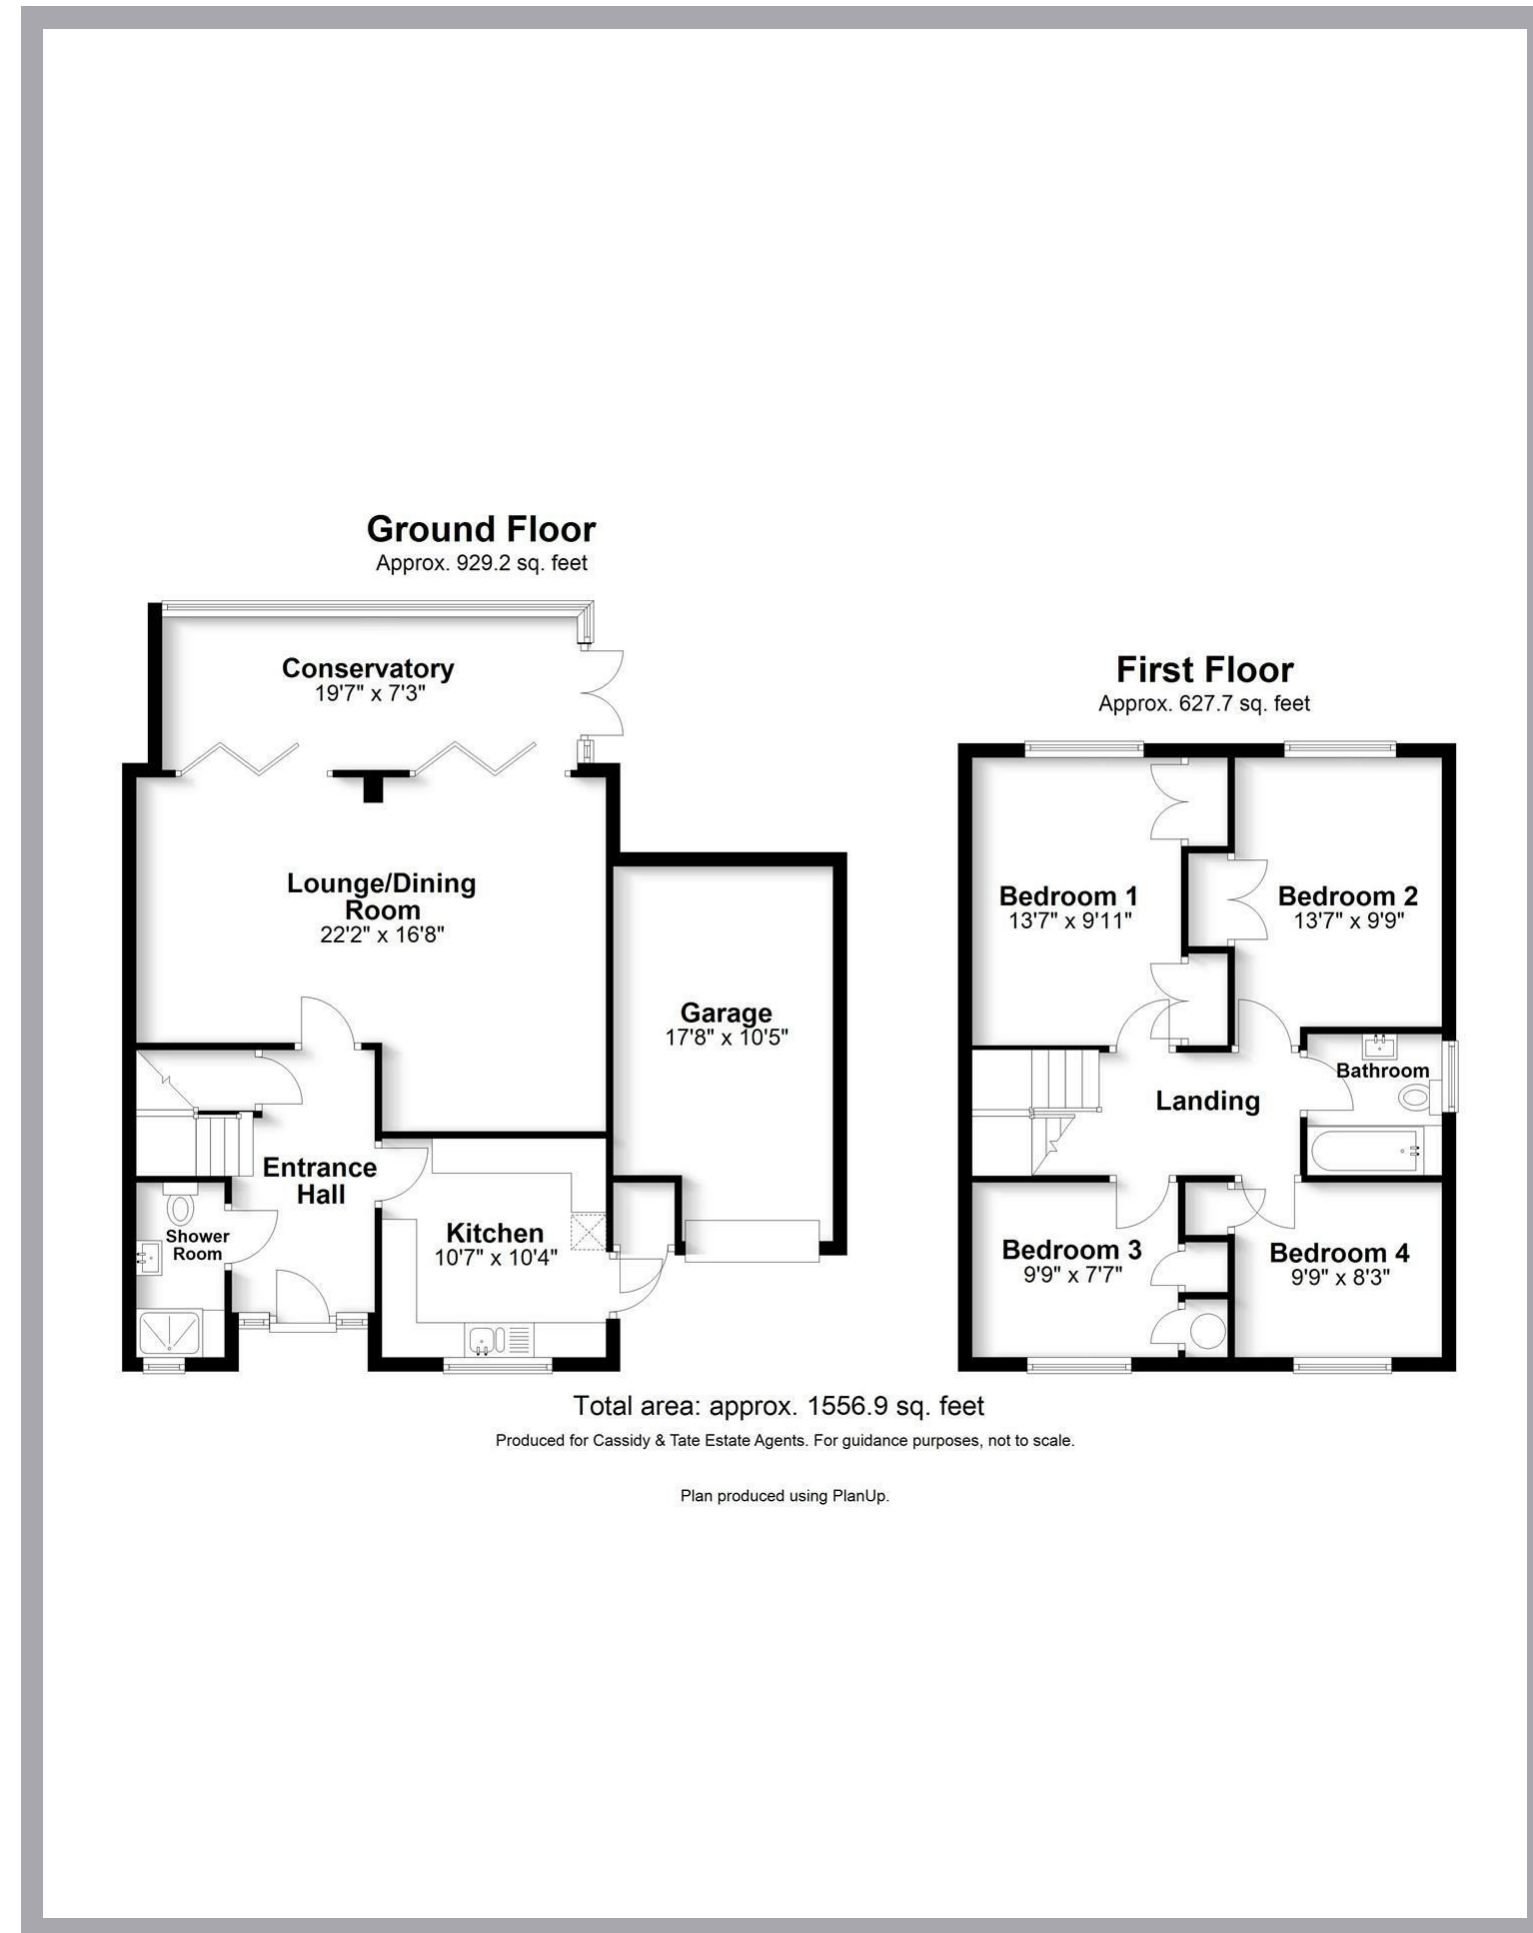 Ground Floor
Approx. 929.2 sq. feet
Conservatory
19'7" x 7'3"
Lounge/Dining
Room
22'2" x 16'8"
Garage
17'8" x 10'5"
Entrance
Hall
Shower
Room
Kitchen
10'7" x 10'4"
First Floor
Approx. 627.7 sq. feet
Bedroom 1
13'7" x 9'11"
Bedroom 2
13'7" x 9'9"
Bathroom
Landing
Bedroom 3
9'9" x 7'7"
Bedroom 4
9'9" x 8'3"
Total area: approx. 1556.9 sq. feet
Produced for Cassidy & Tate Estate Agents. For guidance purposes, not to scale.
Plan produced using PlanUp.